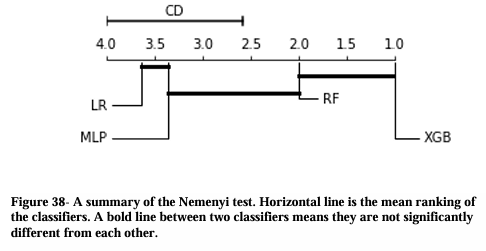 CD
4.0 3.5 3.0 2.5 2.0 1.5 1.0
LR RF
MLP XGB
Figure 38- A summary of the Nemenyi test. Horizontal line is the mean ranking of
the classifiers. A bold line between two classifiers means they are not significantly
different from each other.